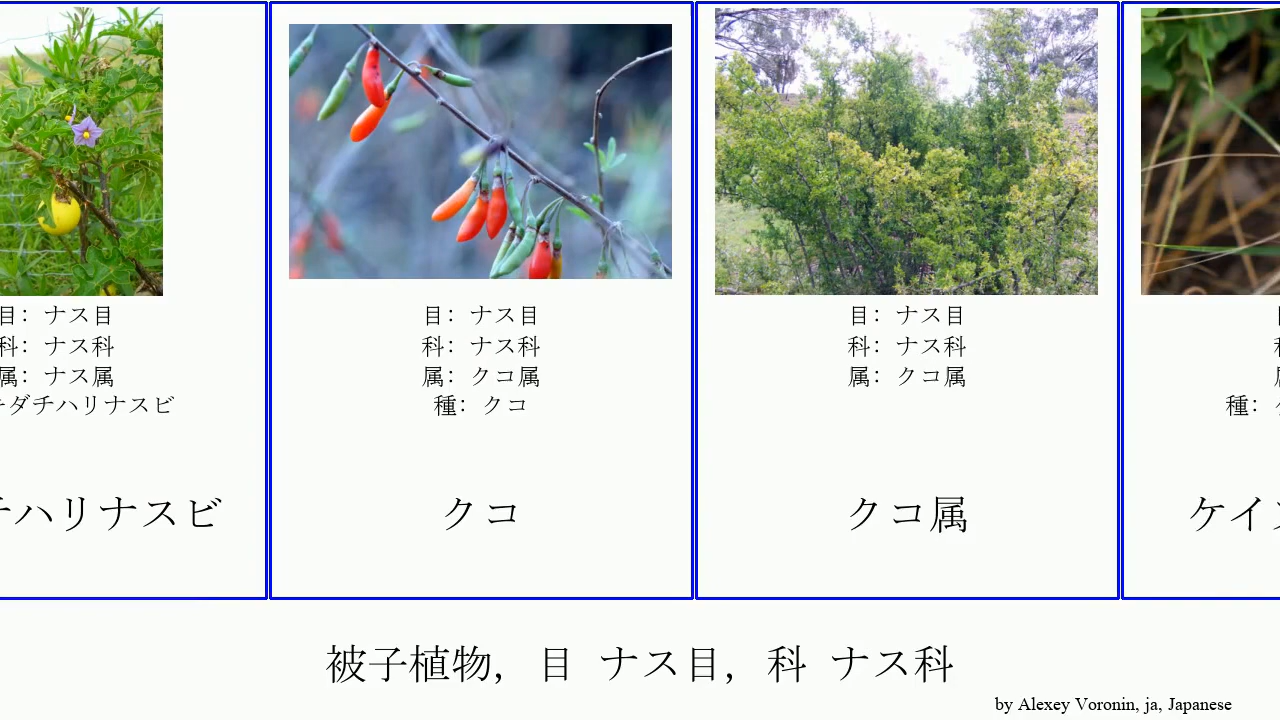 目: ナス目
科: ナス科
属: ナス属
ダチハリナスビ
ハリナスビ
目: ナス目
科: ナス科
属: クコ属
種: クコ
クコ
目: ナス目
科: ナス科
属: クコ属
クコ属
種:
ケイ
被子植物, 目 ナス目, 科 ナス科
by Alexey Voronin, ja, Japanese